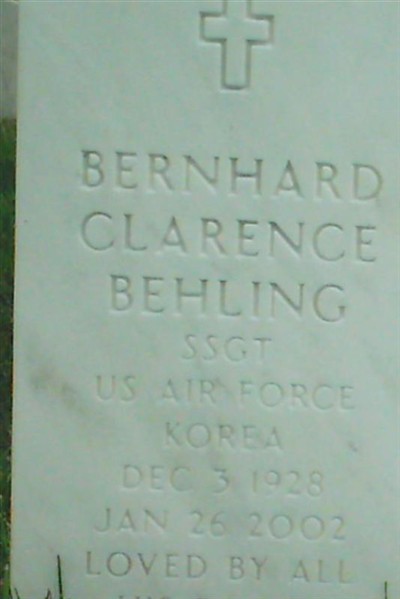 BERNHARD
CLARENCE
BEHLING
SSGT
US AIR FORCE
KOREA
DEC 3 1928
JAN 26 2002
LOVED BY ALL